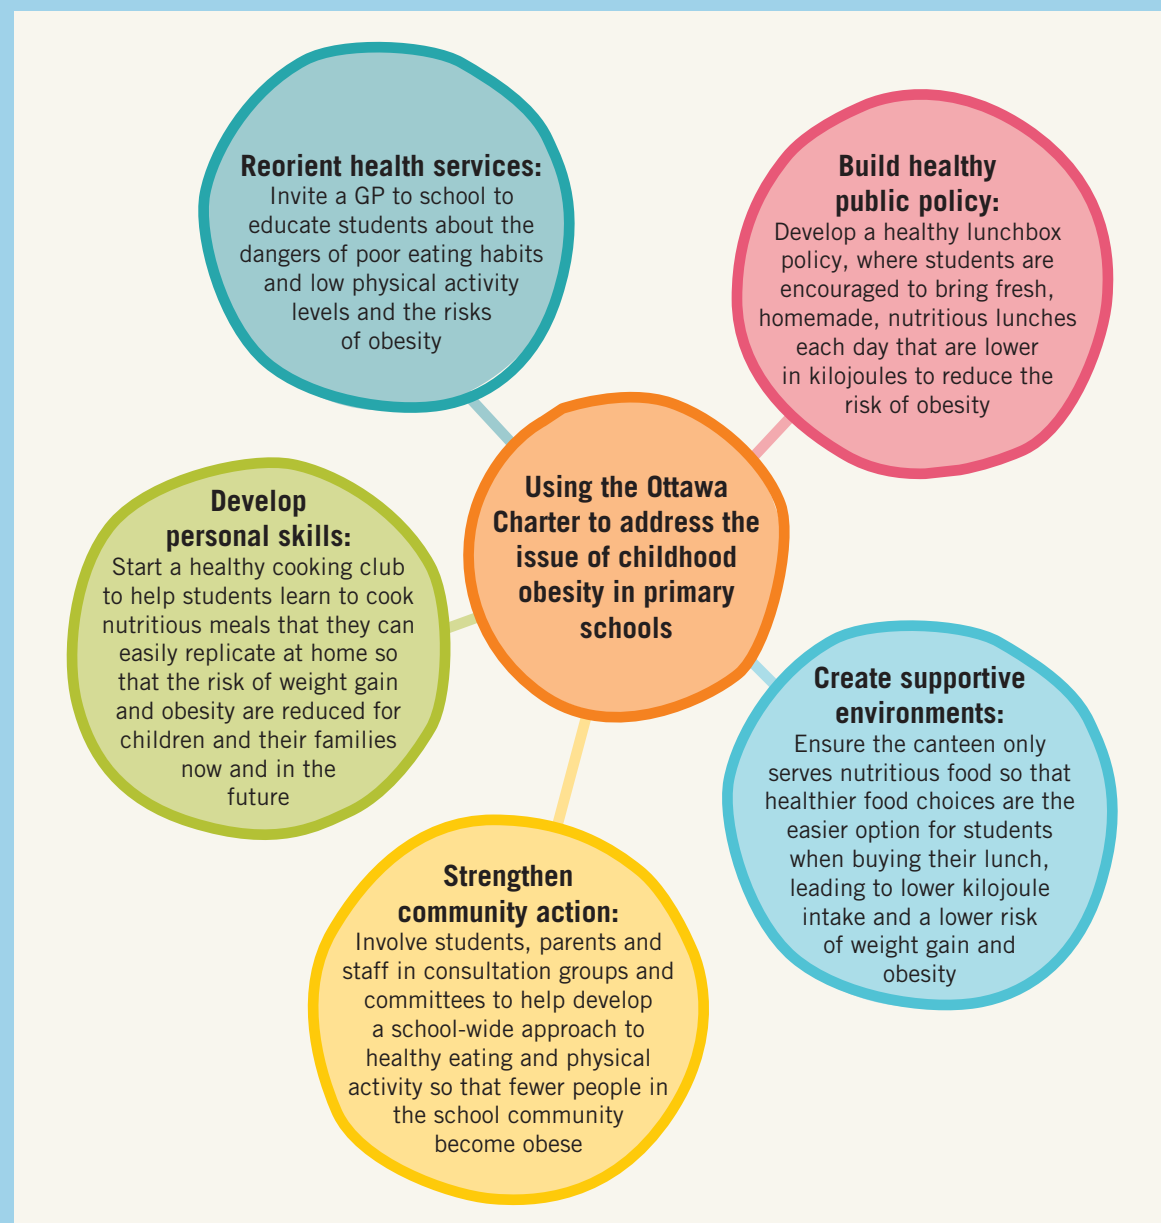 Reorient health services:
Invite a GP to school to
educate students about the
dangers of poor eating habits
and low physical activity
levels and the risks
of obesity
Build healthy
public policy:
Develop a healthy lunchbox
policy, where students are
encouraged to bring fresh,
homemade, nutritious lunches
each day that are lower
in kilojoules to reduce the
risk of obesity
Using the Ottawa
Charter to address the
issue of childhood
obesity in primary
schools
Develop
personal skills:
Start a healthy cooking club
to help students learn to cook
nutritious meals that they can
easily replicate at home so
that the risk of weight gain
and obesity are reduced for
children and their families
now and in the
future
Create supportive
environments:
Ensure the canteen only
serves nutritious food so that
healthier food choices are the
easier option for students
when buying their lunch,
leading to lower kilojoule
intake and a lower risk
of weight gain and
obesity
Strengthen
community action:
Involve students, parents and
staff in consultation groups and
committees to help develop
a school-wide approach to
healthy eating and physical
activity so that fewer people in
the school community
become obese